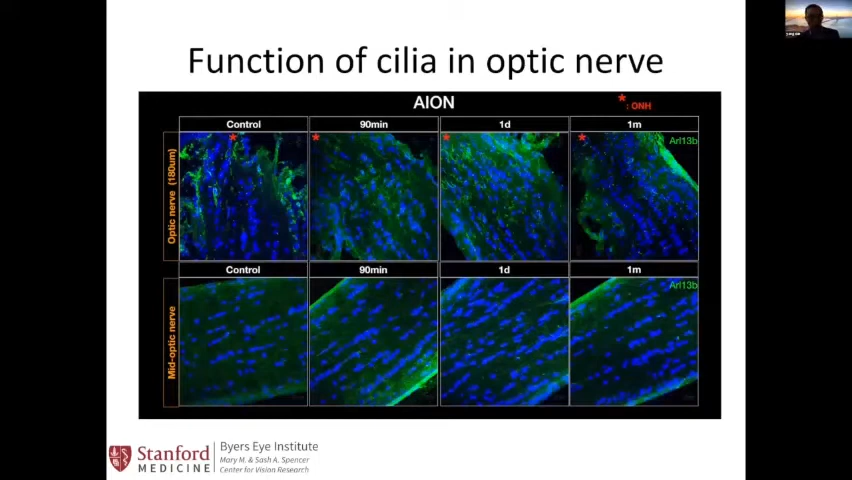 Function of cilia in optic nerve
AION
* : ONH
Control 90min 1d 1m
Optic nerve (180um)
* * * *
Arl13b
Control 90min 1d 1m
Mid-optic nerve
Arl13b
Stanford
MEDICINE
Byers Eye Institute
Mary M. & Sash A. Spencer
Center for Vision Research